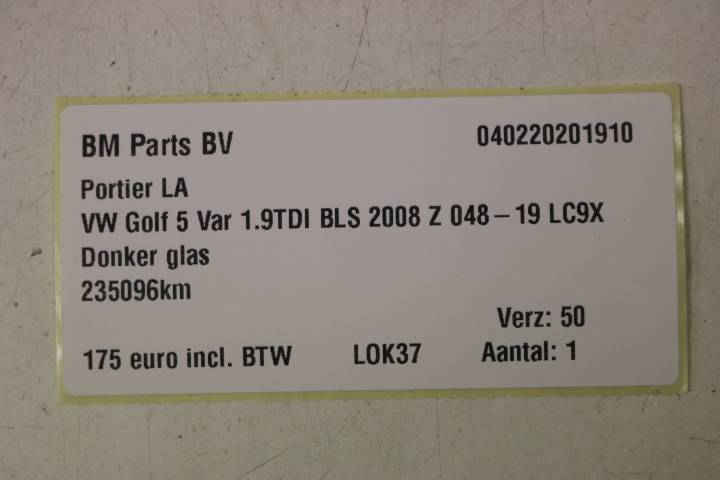 BM Parts BV 040220201910
Portier LA
VW Golf 5 Var 1.9TDI BLS 2008 Z 048-19 LC9X
Donker glas
235096km
Verz: 50
175 euro incl. BTW LOK37 Aantal: 1